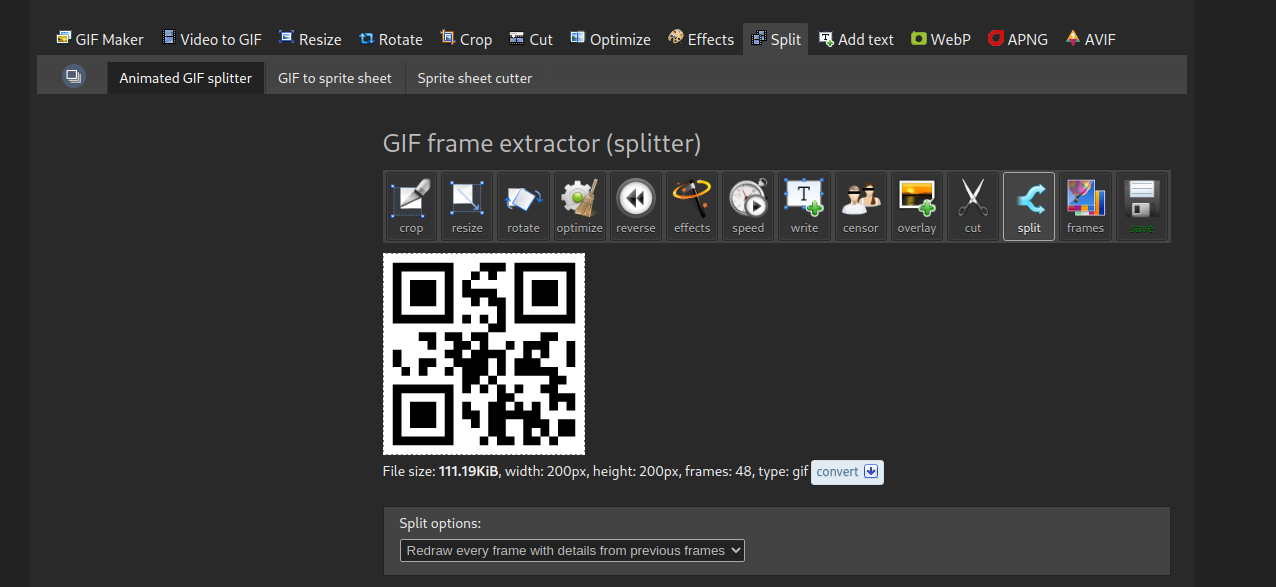 GIF Maker Video to GIF Resize Rotate Crop Cut Optimize Effects Split Add text WebP APNG AVIF
Animated GIF splitter GIF to sprite sheet Sprite sheet cutter
GIF frame extractor (splitter)
T
crop resize rotate optimize reverse effects speed write censor overlay cut split frames save
File size: 111.19KiB, width: 200px, height: 200px, frames: 48, type: gif convert
Split options:
Redraw every frame with details from previous frames